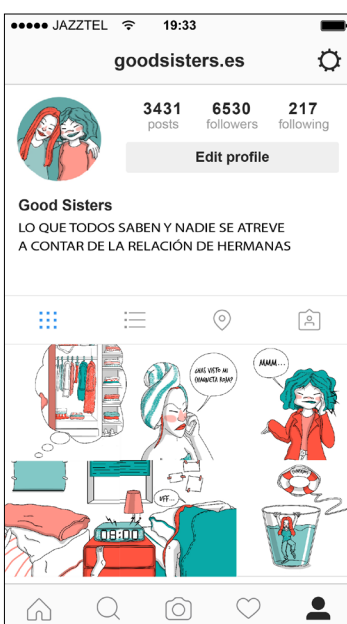 JAZZTEL 19:33
goodsisters.es
3431 6530 217
posts followers following
Edit profile
Good Sisters
LO QUE TODOS SABEN Y NADIE SE ATREVE
A CONTAR DE LA RELACIÓN DE HERMANAS
¿HAS VISTO MI
CHAQUETA ROJA?
MMM...
UFF...